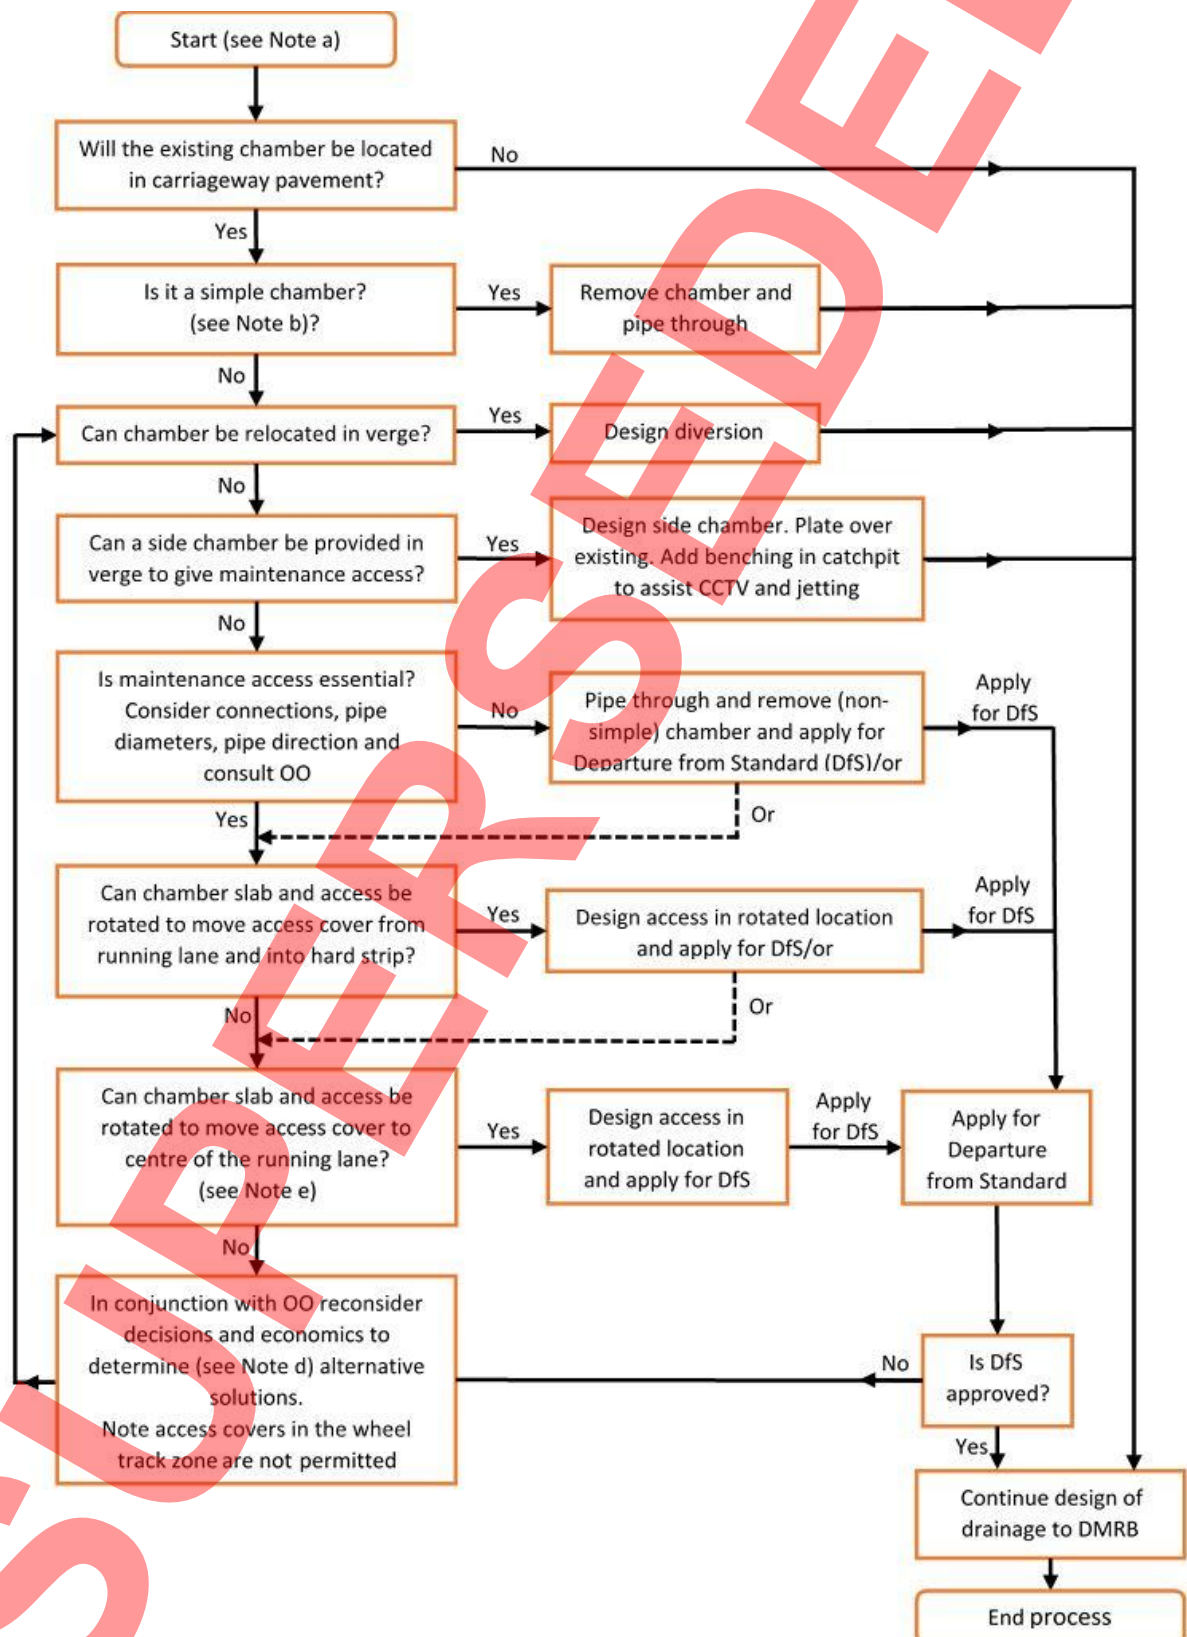 Start (see Note a)
Will the existing chamber be located
in carriageway pavement?
No
Yes
Is it a simple chamber?
(see Note b)?
Yes
Remove chamber and
pipe through
No
Can chamber be relocated in verge?
Yes
Design diversion
No
Can a side chamber be provided in
verge to give maintenance access?
Yes
Design side chamber. Plate over
existing. Add benching in catchpit
to assist CCTV and jetting
No
Is maintenance access essential?
Consider connections, pipe
diameters, pipe direction and
consult OO
No
Pipe through and remove (non-
simple) chamber and apply for
Departure from Standard (DfS)/or
Apply
for DfS
Yes
Or
Can chamber slab and access be
rotated to move access cover from
running lane and into hard strip?
Yes
Design access in rotated location
and apply for DfS/or
Apply
for DfS
No
Or
Can chamber slab and access be
rotated to move access cover to
centre of the running lane?
(see Note e)
Yes
Design access in
rotated location
and apply for DfS
Apply
for DfS
Apply for
Departure
from Standard
No
In conjunction with OO reconsider
decisions and economics to
determine (see Note d) alternative
solutions.
Note access covers in the wheel
track zone are not permitted
No
Is DfS
approved?
Yes
Continue design of
drainage to DMRB
End process
SUPERSEDED